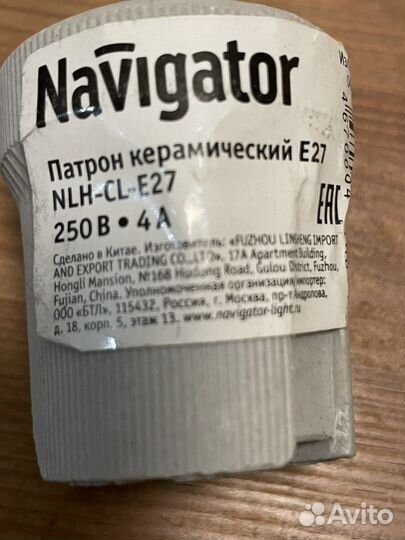 Navigator
Патрон керамический E27
NLH-CL-E27
250 В • 4 А
EAC
Сделано в Китае. Изготовитель: «FUZHOU LINSHENG IMPORT
AND EXPORT TRADING CO., LTD», 17A Apartment Building,
Hongli Mansion, №168 Hudong Road, Gulou District, Fuzhou,
Fujian, China. Уполномоченная организация/импортер:
ООО «БТЛ», 115432, Россия, г. Москва, пр-т Андропова,
д. 18, корп. 5, этаж 13. www.navigator-light.ru
Avito